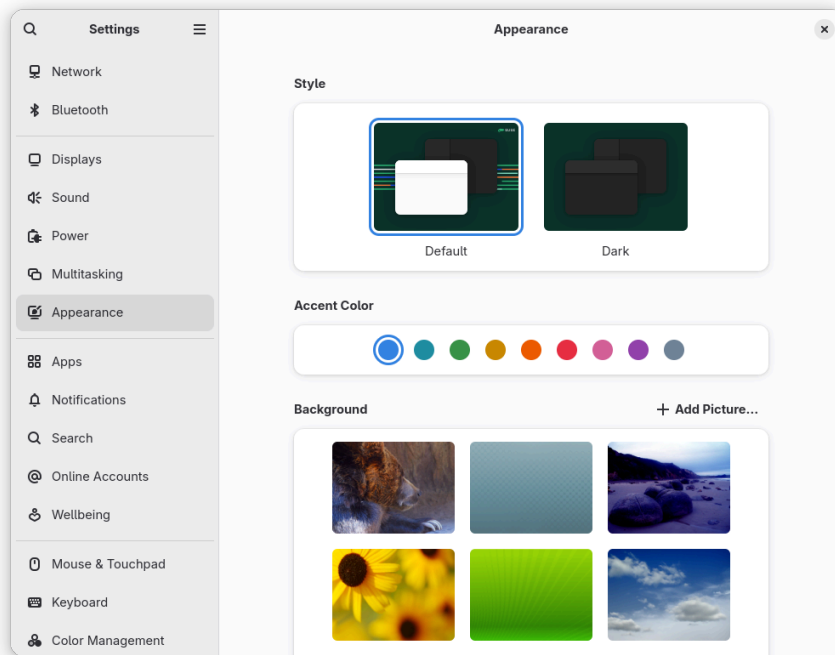 Settings
Appearance
Network
Bluetooth
Displays
Sound
Power
Multitasking
Appearance
Apps
Notifications
Search
Online Accounts
Wellbeing
Mouse & Touchpad
Keyboard
Color Management
Style
Default
Dark
Accent Color
Background
Add Picture...